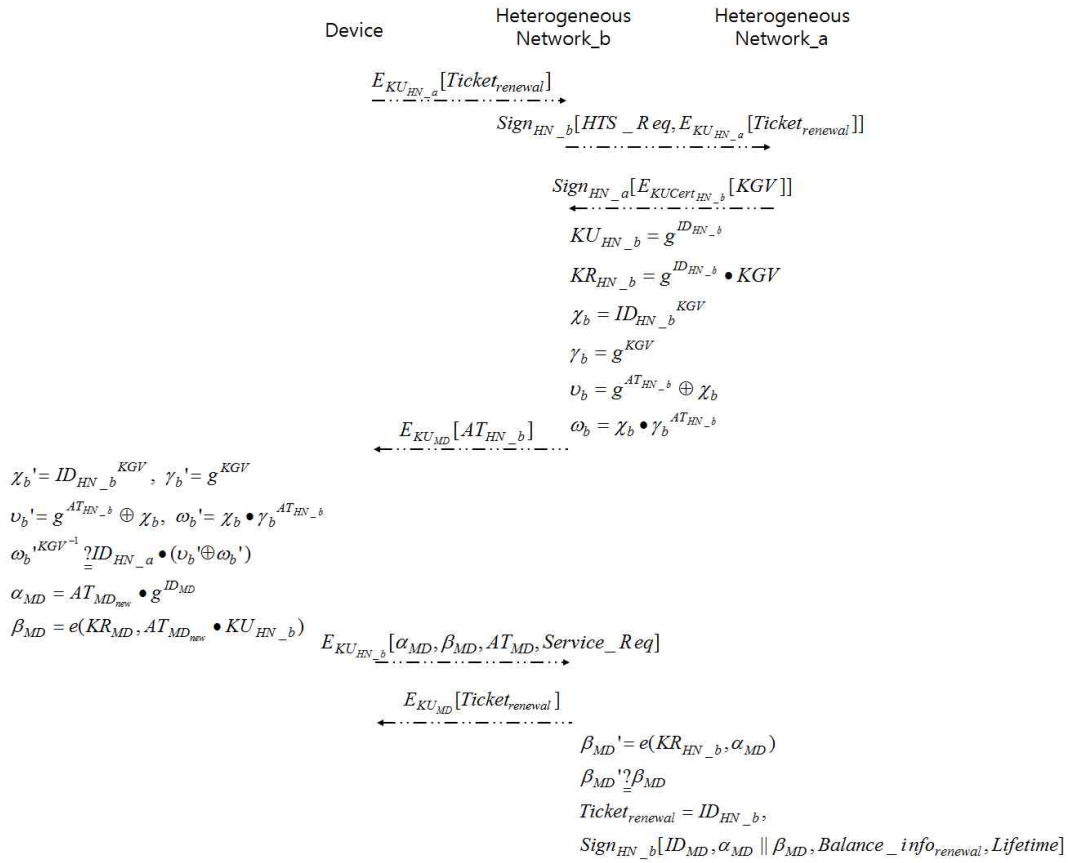 Device
Heterogeneous Network_b
Heterogeneous Network_a
E_{KU_{HN_a}}[Ticket_{renewal}]
Sign_{HN_b}[HTS_Req, E_{KU_{HN_a}}[Ticket_{renewal}]]
Sign_{HN_a}[E_{KUCert_{HN_b}}[KGV]]
KU_{HN_b} = g^{ID_{HN_b}}
KR_{HN_b} = g^{ID_{HN_b}} • KGV
χ_b = ID_{HN_b}^{KGV}
γ_b = g^{KGV}
υ_b = g^{AT_{HN_b}} ⊕ χ_b
ω_b = χ_b • γ_b^{AT_{HN_b}}
E_{KU_{MD}}[AT_{HN_b}]
χ_b' = ID_{HN_b}^{KGV}, γ_b' = g^{KGV}
υ_b' = g^{AT_{HN_b}} ⊕ χ_b, ω_b' = χ_b • γ_b^{AT_{HN_b}}
ω_b'^{KGV^{-1}} ?= ID_{HN_a} • (υ_b' ⊕ ω_b')
α_{MD} = AT_{MD_{new}} • g^{ID_{MD}}
β_{MD} = e(KR_{MD}, AT_{MD_{new}} • KU_{HN_b})
E_{KU_{HN_b}}[α_{MD}, β_{MD}, AT_{MD}, Service_Req]
E_{KU_{MD}}[Ticket_{renewal}]
β_{MD}' = e(KR_{HN_b}, α_{MD})
β_{MD}' ?= β_{MD}
Ticket_{renewal} = ID_{HN_b},
Sign_{HN_b}[ID_{MD}, α_{MD} || β_{MD}, Balance_info_{renewal}, Lifetime]